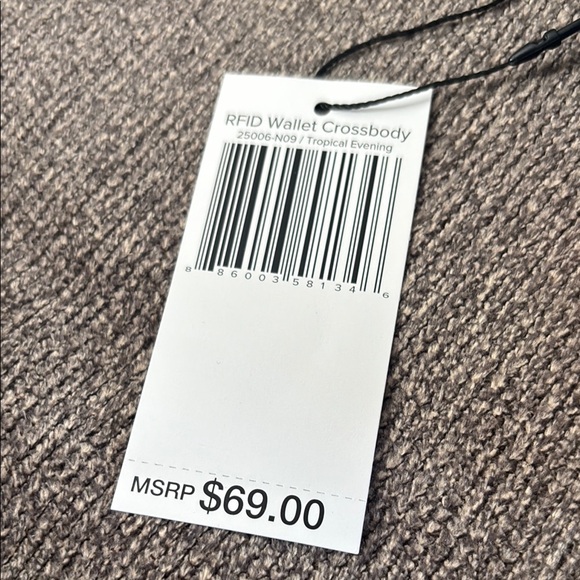 RFID Wallet Crossbody
25006-N09 / Tropical Evening
8 86003 58134 6
MSRP $69.00